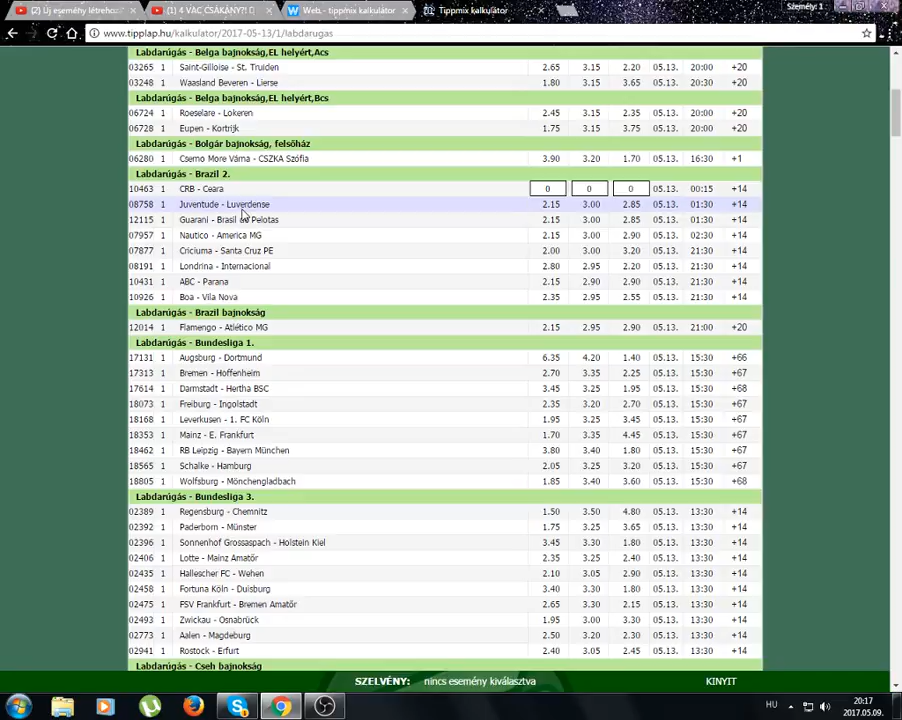 (2) Új esemény létrehoz
(1) 4 VAC CSÁKÁNY?!
Web. - tippmix kalkulátor
Tippmix kalkulátor
Személy: 1
www.tipplap.hu/kalkulator/2017-05-13/1/labdarugas
Labdarúgás - Belga bajnokság,EL helyért,Acs
03265 1 Saint-Gilloise - St. Truiden 2.65 3.15 2.20 05.13. 20:00 +20
03248 1 Waasland Beveren - Lierse 1.80 3.15 3.65 05.13. 20:30 +20
Labdarúgás - Belga bajnokság,EL helyért,Bcs
06724 1 Roeselare - Lokeren 2.45 3.15 2.35 05.13. 20:00 +20
06728 1 Eupen - Kortrijk 1.75 3.15 3.75 05.13. 20:00 +20
Labdarúgás - Bolgár bajnokság, felsőház
06280 1 Cserno More Várna - CSZKA Szófia 3.90 3.20 1.70 05.13. 16:30 +1
Labdarúgás - Brazil 2.
10463 1 CRB - Ceara 0 0 0 05.13. 00:15 +14
08758 1 Juventude - Luverdense 2.15 3.00 2.85 05.13. 01:30 +14
12115 1 Guarani - Brasil de Pelotas 2.15 3.00 2.85 05.13. 01:30 +14
07957 1 Nautico - America MG 2.15 3.00 2.90 05.13. 02:30 +14
07877 1 Criciuma - Santa Cruz PE 2.00 3.00 3.20 05.13. 21:30 +14
08191 1 Londrina - Internacional 2.80 2.95 2.20 05.13. 21:30 +14
10431 1 ABC - Parana 2.15 2.90 2.90 05.13. 21:30 +14
10926 1 Boa - Vila Nova 2.35 2.95 2.55 05.13. 21:30 +14
Labdarúgás - Brazil bajnokság
12014 1 Flamengo - Atlético MG 2.15 2.95 2.90 05.13. 21:00 +20
Labdarúgás - Bundesliga 1.
17131 1 Augsburg - Dortmund 6.35 4.20 1.40 05.13. 15:30 +66
17313 1 Bremen - Hoffenheim 2.70 3.35 2.25 05.13. 15:30 +67
17614 1 Darmstadt - Hertha BSC 3.45 3.25 1.95 05.13. 15:30 +68
18073 1 Freiburg - Ingolstadt 2.35 3.20 2.70 05.13. 15:30 +67
18168 1 Leverkusen - 1. FC Köln 1.95 3.25 3.45 05.13. 15:30 +67
18353 1 Mainz - E. Frankfurt 1.70 3.35 4.45 05.13. 15:30 +67
18462 1 RB Leipzig - Bayern München 3.80 3.40 1.80 05.13. 15:30 +67
18565 1 Schalke - Hamburg 2.05 3.25 3.20 05.13. 15:30 +67
18805 1 Wolfsburg - Mönchengladbach 1.85 3.40 3.60 05.13. 15:30 +68
Labdarúgás - Bundesliga 3.
02389 1 Regensburg - Chemnitz 1.50 3.50 4.80 05.13. 13:30 +14
02392 1 Paderborn - Münster 1.75 3.25 3.65 05.13. 13:30 +14
02396 1 Sonnenhof Grossaspach - Holstein Kiel 3.45 3.30 1.80 05.13. 13:30 +14
02406 1 Lotte - Mainz Amatőr 2.35 3.25 2.40 05.13. 13:30 +14
02435 1 Hallescher FC - Wehen 2.10 3.05 2.90 05.13. 13:30 +14
02458 1 Fortuna Köln - Duisburg 3.40 3.30 1.80 05.13. 13:30 +14
02475 1 FSV Frankfurt - Bremen Amatőr 2.65 3.30 2.15 05.13. 13:30 +14
02493 1 Zwickau - Osnabrück 1.95 3.00 3.30 05.13. 13:30 +14
02773 1 Aalen - Magdeburg 2.50 3.20 2.30 05.13. 13:30 +14
02941 1 Rostock - Erfurt 2.40 3.05 2.45 05.13. 13:30 +14
Labdarúgás - Cseh bajnokság
SZELVÉNY: nincs esemény kiválasztva KINYIT
HU
20:17
2017.05.09.